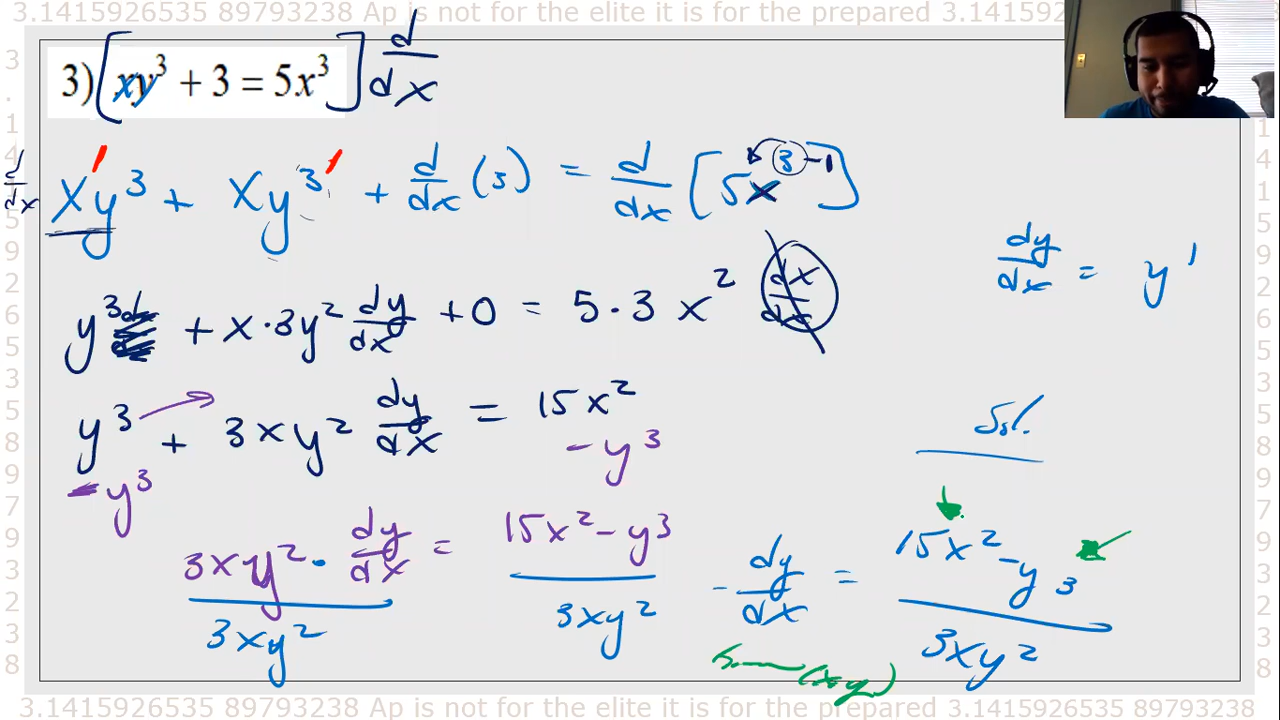 3.1415926535 89793238 Ap is not for the elite it is for the prepared 3.1415926535
3) [xy³ + 3 = 5x³] d/dx
d/dx x'y³ + xy³' + d/dx (3) = d/dx [5x³⁻¹]
dy/dx = y'
y³ + x·3y² dy/dx + 0 = 5·3x² dx/dx
y³ + 3xy² dy/dx = 15x²
-y³ -y³
Sol.
3xy² · dy/dx = 15x² - y³
3xy² 3xy²
- dy/dx = 15x² - y³ / 3xy²
(x,y)
3.1415926535 89793238 Ap is not for the elite it is for the prepared 3.1415926535 89793238